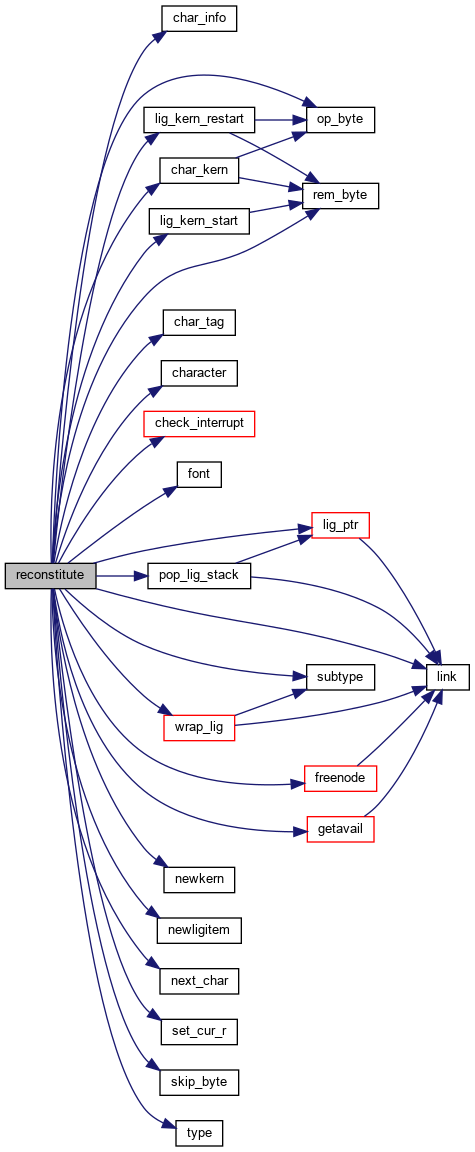 char_info
lig_kern_restart
op_byte
char_kern
rem_byte
lig_kern_start
char_tag
character
check_interrupt
font
lig_ptr
reconstitute
pop_lig_stack
subtype
link
wrap_lig
freenode
getavail
newkern
newligitem
next_char
set_cur_r
skip_byte
type